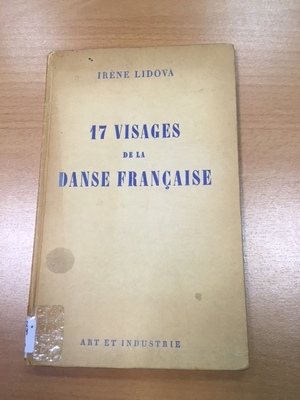 IRÈNE LIDOVA
17 VISAGES
DE LA
DANSE FRANÇAISE
ART ET INDUSTRIE